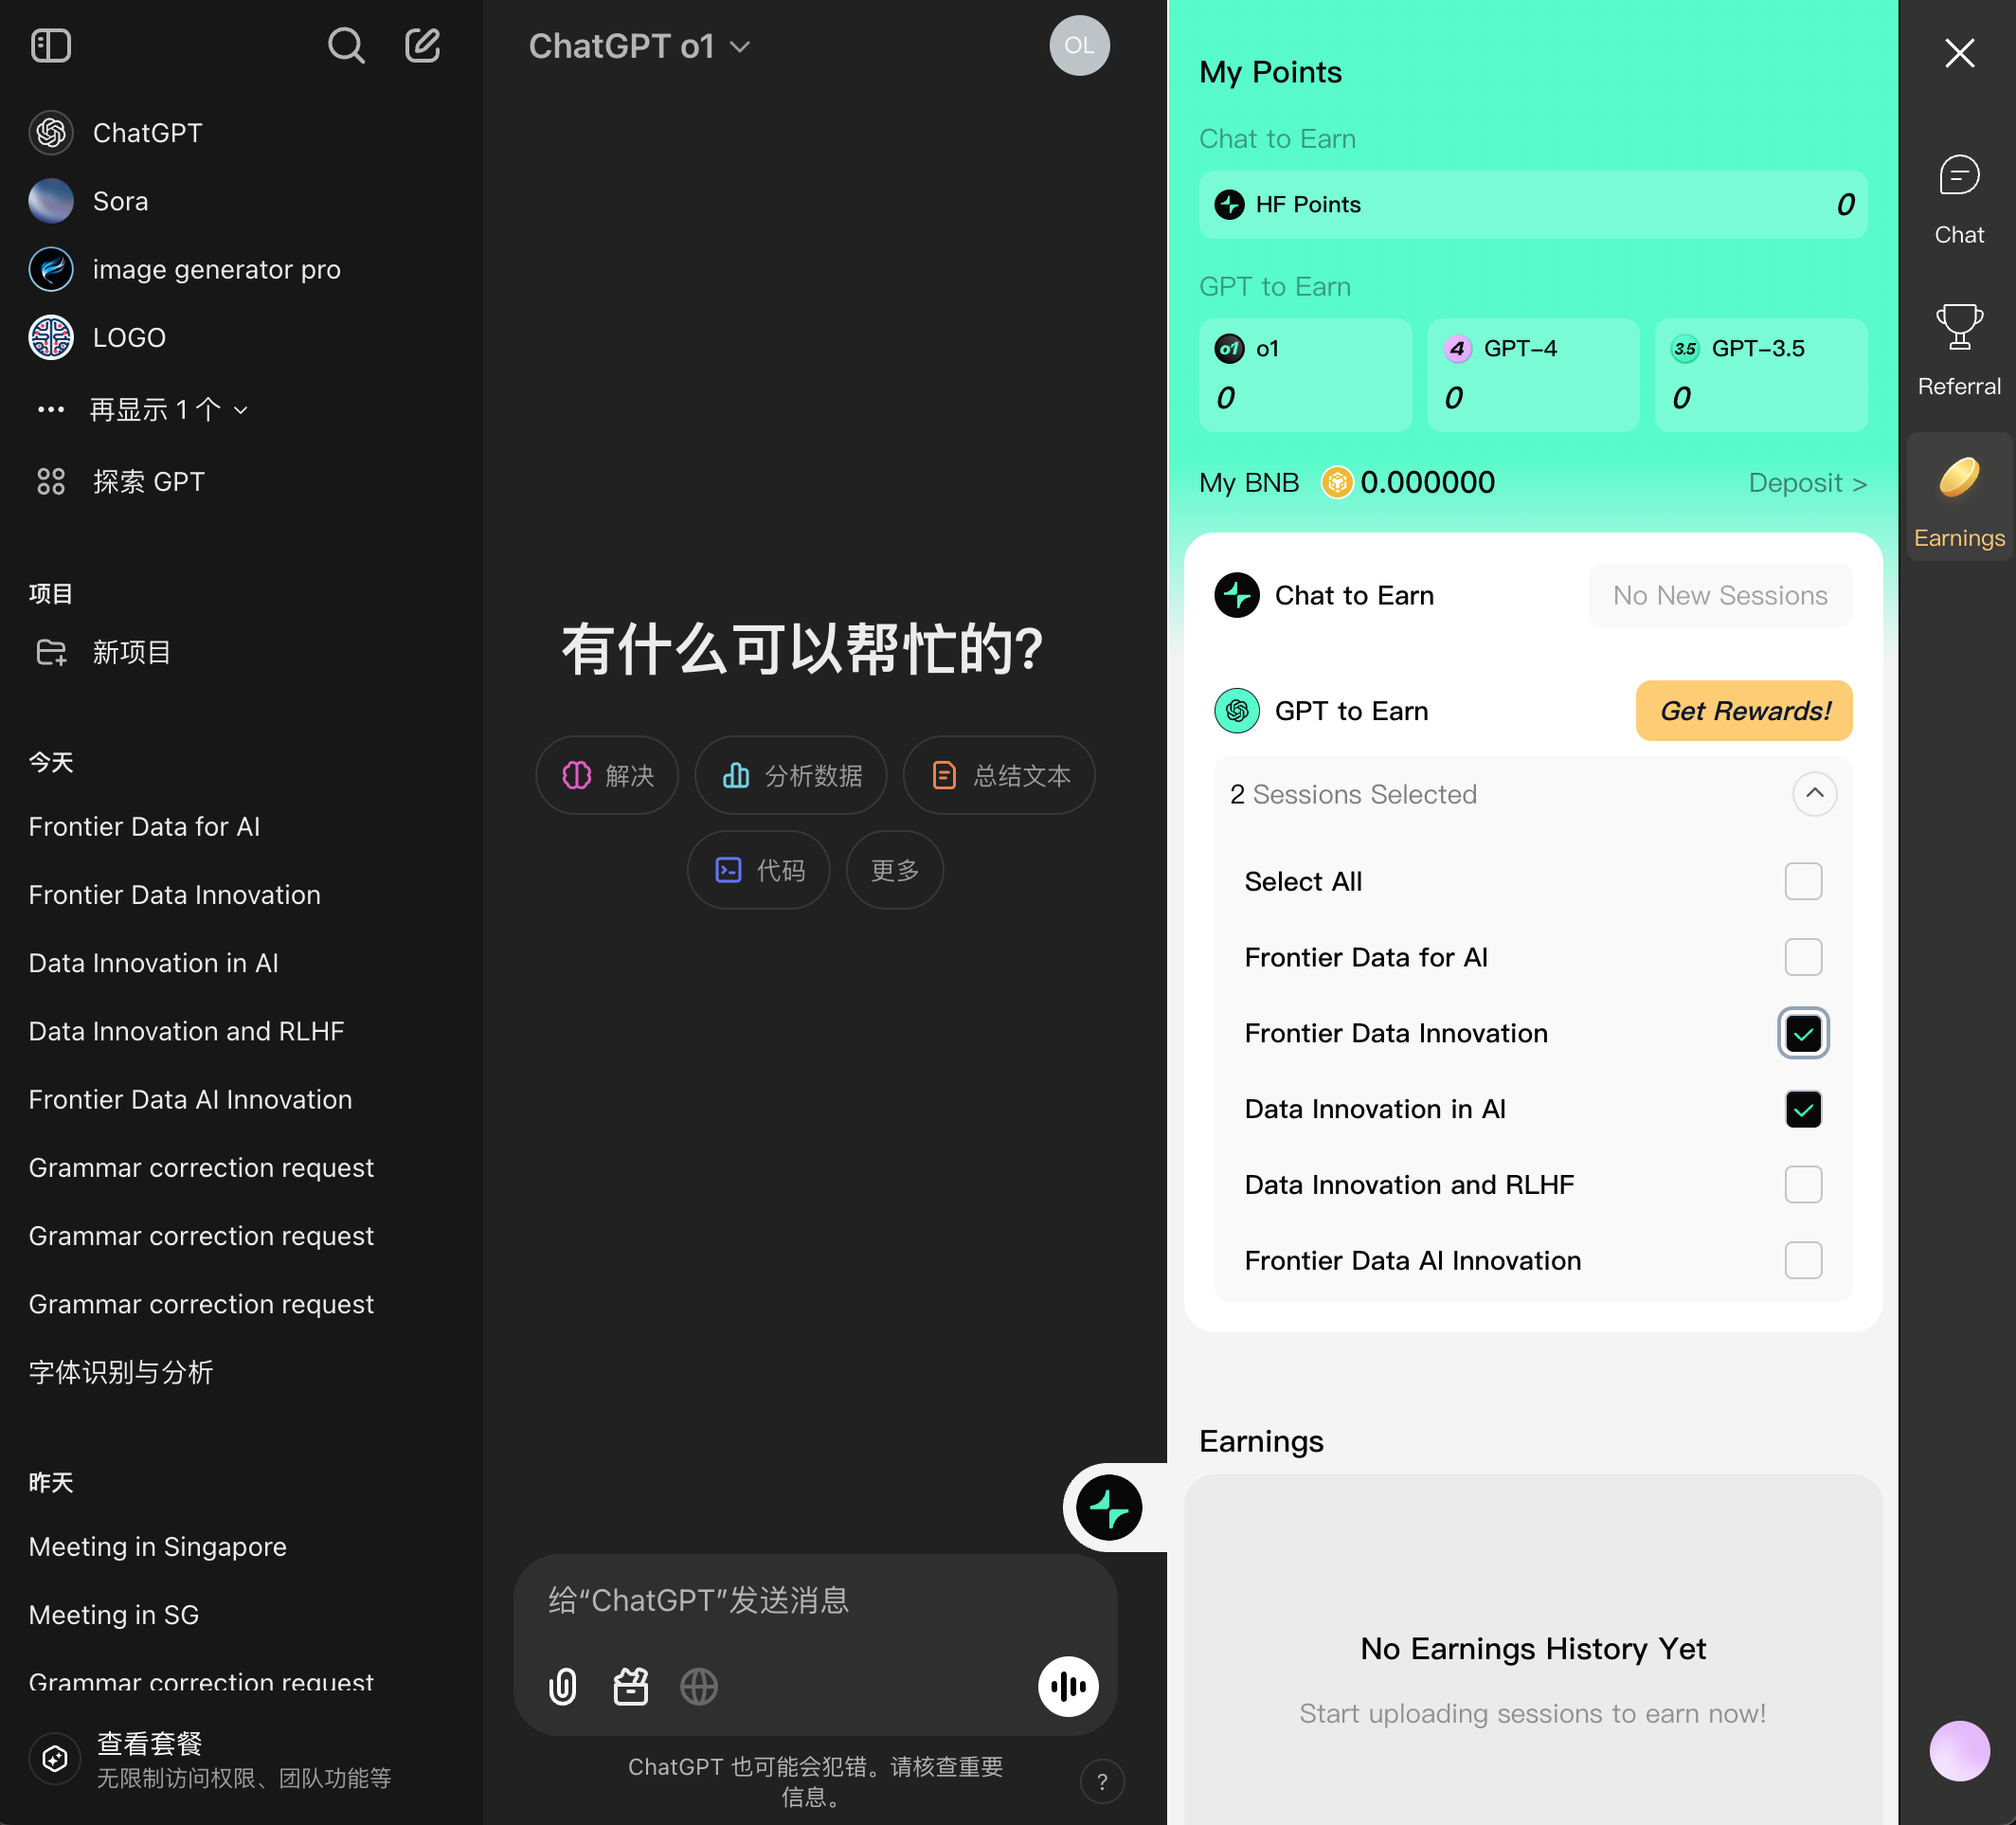 ChatGPT
Sora
image generator pro
LOGO
再显示 1 个
探索 GPT
项目
新项目
今天
Frontier Data for AI
Frontier Data Innovation
Data Innovation in AI
Data Innovation and RLHF
Frontier Data AI Innovation
Grammar correction request
Grammar correction request
Grammar correction request
字体识别与分析
昨天
Meeting in Singapore
Meeting in SG
Grammar correction request
查看套餐
无限制访问权限、团队功能等
ChatGPT o1
OL
有什么可以帮忙的?
解决
分析数据
总结文本
代码
更多
给“ChatGPT”发送消息
ChatGPT 也可能会犯错。请核查重要
信息。
?
My Points
Chat to Earn
HF Points
0
GPT to Earn
o1 o1
0
4 GPT-4
0
3.5 GPT-3.5
0
My BNB 0.000000
Deposit >
Chat to Earn
No New Sessions
GPT to Earn
Get Rewards!
2 Sessions Selected
Select All
Frontier Data for AI
Frontier Data Innovation
Data Innovation in AI
Data Innovation and RLHF
Frontier Data AI Innovation
Earnings
No Earnings History Yet
Start uploading sessions to earn now!
Chat
Referral
Earnings